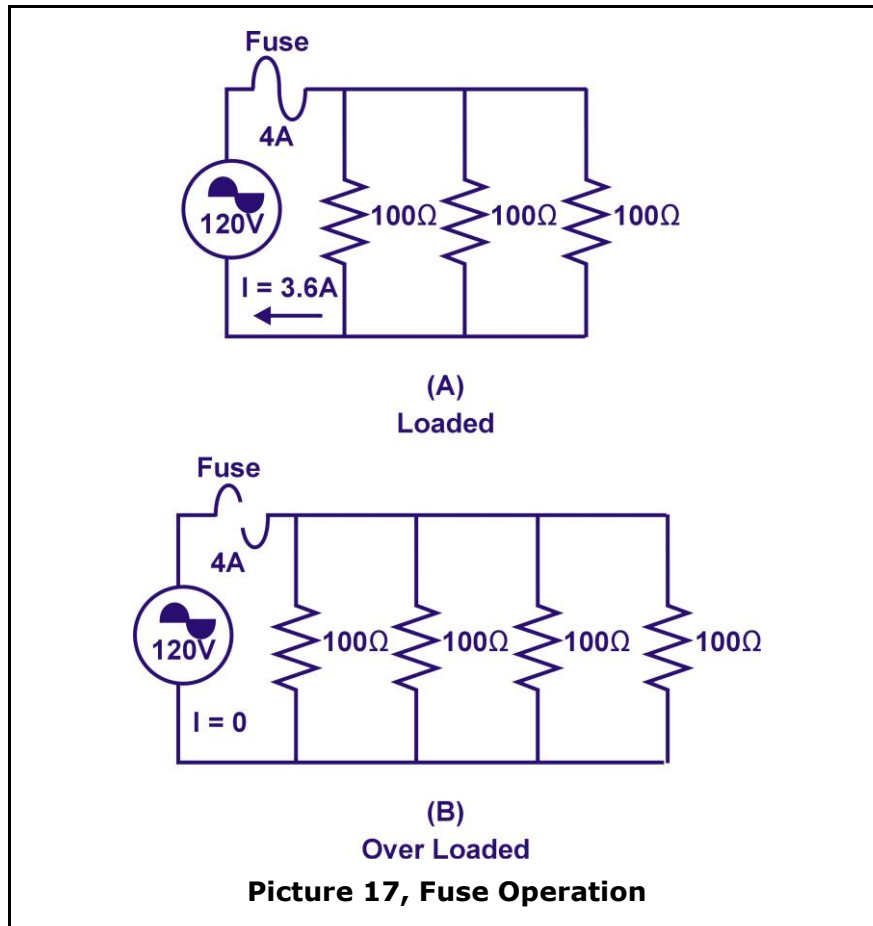 Fuse
4A
120V
100Ω 100Ω 100Ω
I = 3.6A
(A)
Loaded
Fuse
4A
120V
100Ω 100Ω 100Ω 100Ω
I = 0
(B)
Over Loaded
Picture 17, Fuse Operation